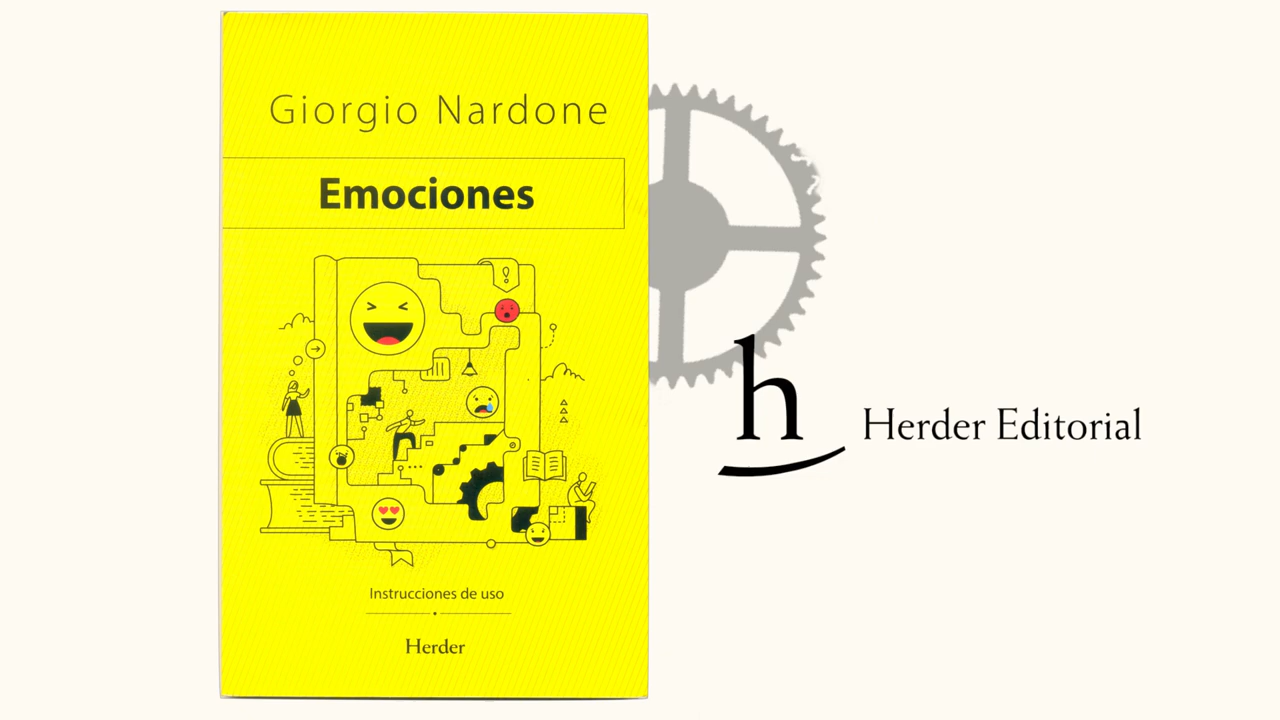 Giorgio Nardone
Emociones
!
Instrucciones de uso
Herder
h
Herder Editorial